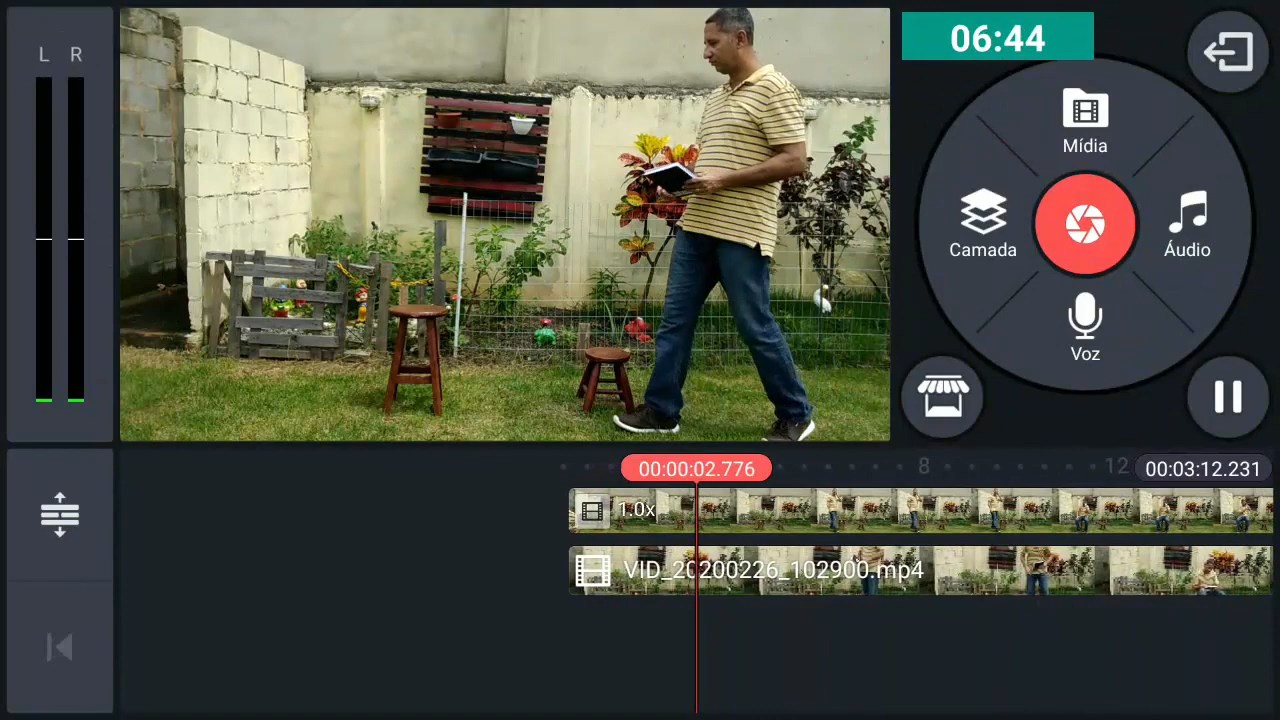 L R
06:44
Mídia
Camada
Áudio
Voz
00:00:02.776
8
12
00:03:12.231
1.0x
VID_20200226_102900.mp4